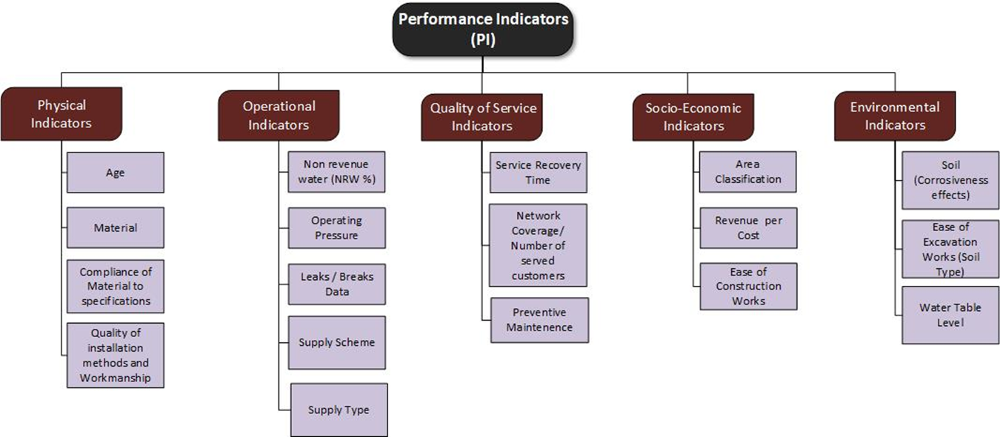 Performance Indicators
(PI)
Physical
Indicators
Age
Material
Compliance of
Material to
specifications
Quality of
installation
methods and
Workmanship
Operational
Indicators
Non revenue
water (NRW %)
Operating
Pressure
Leaks / Breaks
Data
Supply Scheme
Supply Type
Quality of Service
Indicators
Service Recovery
Time
Network
Coverage/
Number of
served
customers
Preventive
Maintenence
Socio-Economic
Indicators
Area
Classification
Revenue per
Cost
Ease of
Construction
Works
Environmental
Indicators
Soil
(Corrosiveness
effects)
Ease of
Excavation
Works (Soil
Type)
Water Table
Level